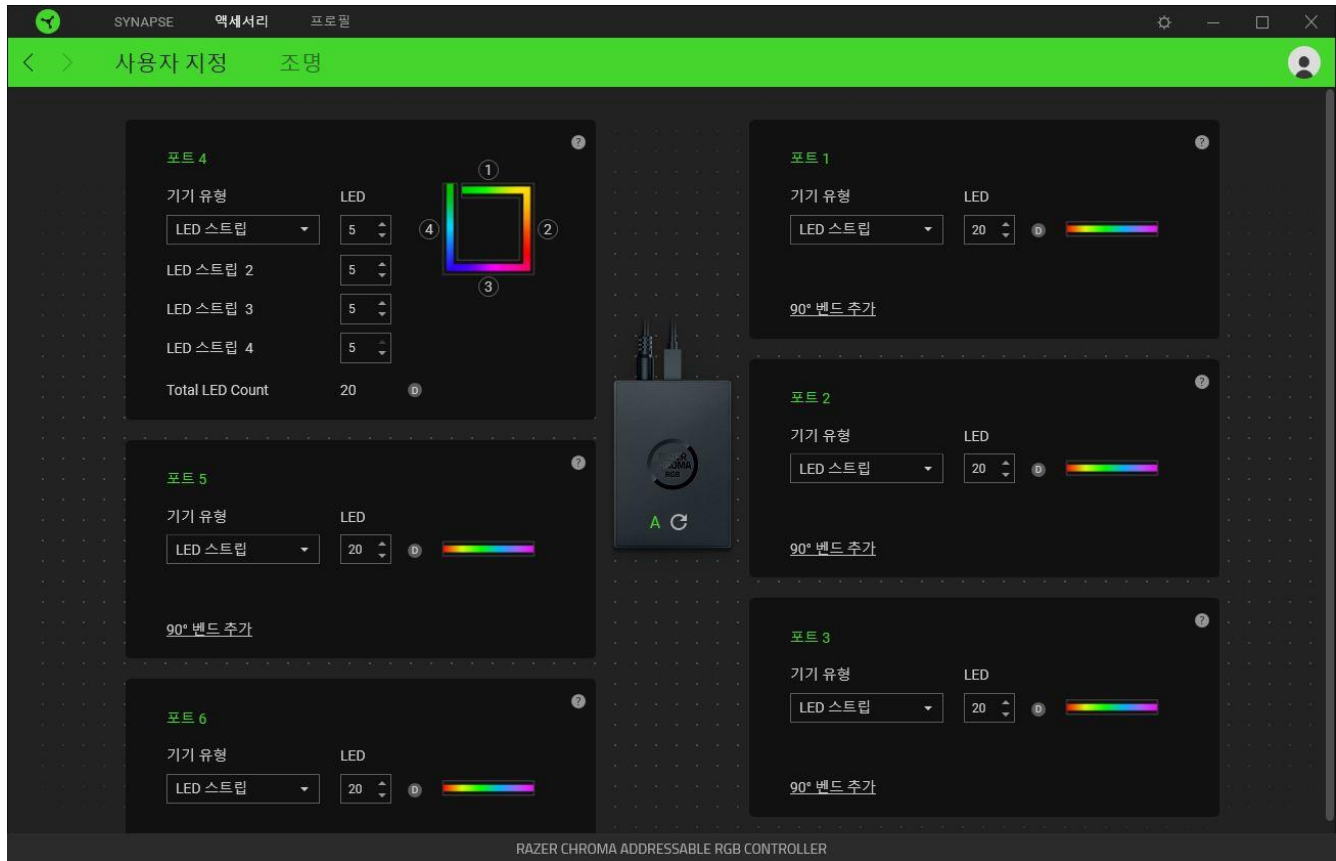 SYNAPSE 액세서리 프로필
사용자 지정 조명
포트 4
기기 유형 LED
LED 스트립 5
LED 스트립 2 5
LED 스트립 3 5
LED 스트립 4 5
Total LED Count 20 D
1
2
3
4
?
포트 5
기기 유형 LED
LED 스트립 20 D
90° 벤드 추가
?
포트 6
기기 유형 LED
LED 스트립 20 D
?
RAZER
CHROMA
RGB
A
포트 1
기기 유형 LED
LED 스트립 20 D
90° 벤드 추가
?
포트 2
기기 유형 LED
LED 스트립 20 D
90° 벤드 추가
?
포트 3
기기 유형 LED
LED 스트립 20 D
90° 벤드 추가
?
RAZER CHROMA ADDRESSABLE RGB CONTROLLER